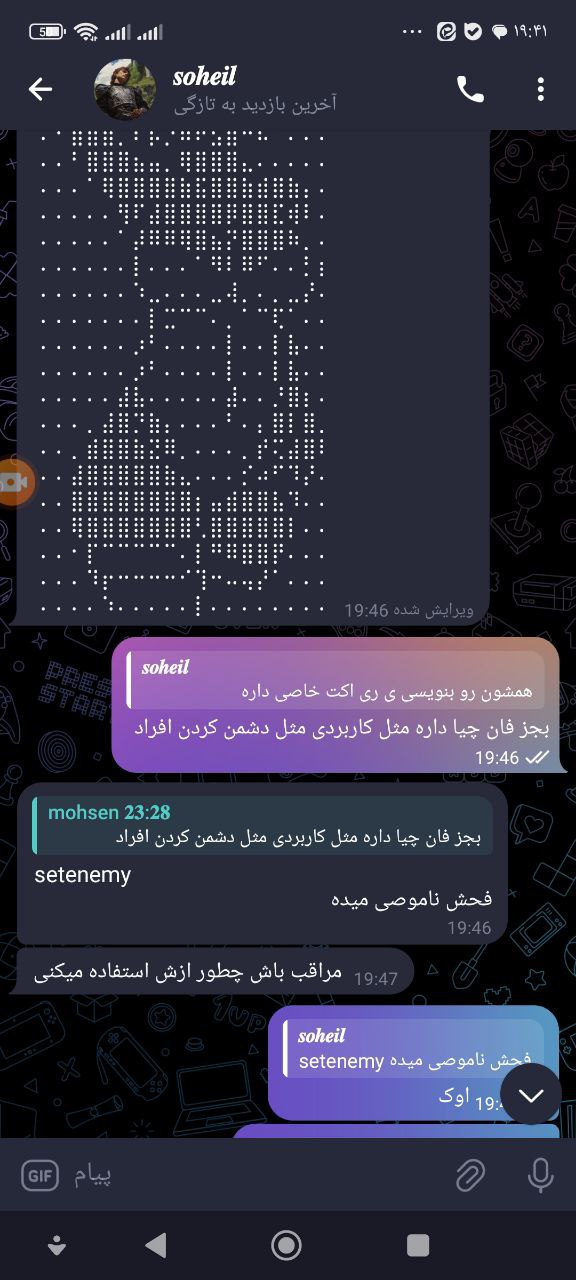 50
۱۹:۴۱
soheil
آخرین بازدید به تازگی
ویرایش شده 19:46
soheil
همشون رو بنویسی ی ری اکت خاصی داره
بجز فان چیا داره مثل کاربردی مثل دشمن کردن افراد
19:46
mohsen 23:28
بجز فان چیا داره مثل کاربردی مثل دشمن کردن افراد
setenemy
فحش ناموصی میده
19:46
مراقب باش چطور ازش استفاده میکنی 19:47
soheil
setenemy فحش ناموصی میده
اوک
GIF
پیام